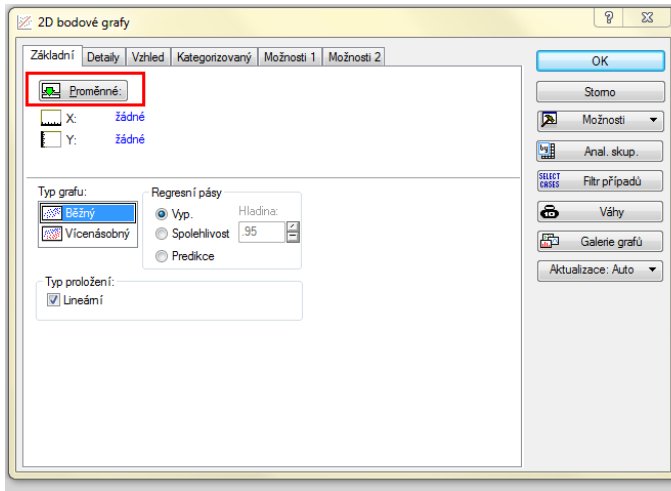 2D bodové grafy
Základní Detaily Vzhled Kategorizovaný Možnosti 1 Možnosti 2
Proměnné:
X: žádné
Y: žádné
Typ grafu:
Běžný
Vícenásobný
Regresní pásy
Vyp. Hladina:
Spolehlivost .95
Predikce
Typ proložení:
Lineární
OK
Storno
Možnosti
Anal. skup.
SELECT CASES Filtr případů
Váhy
Galerie grafů
Aktualizace: Auto